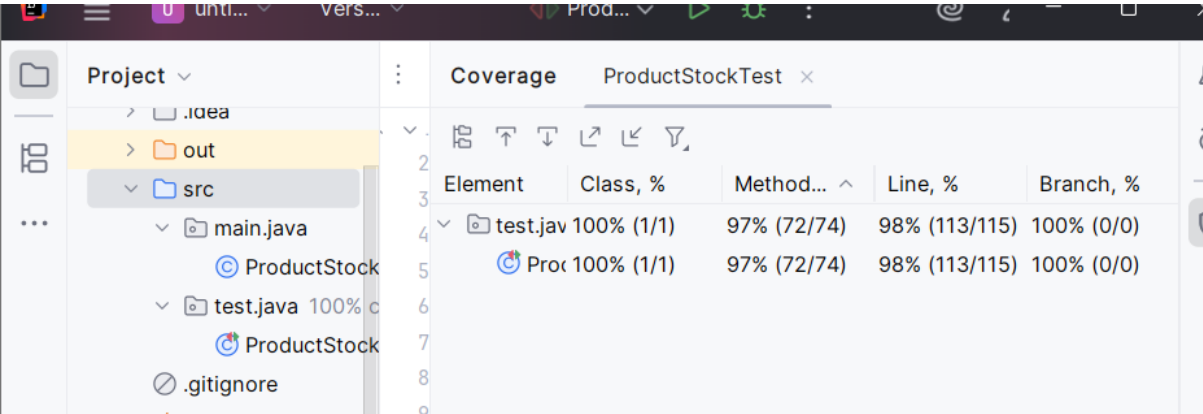 U unti... Vers... Prod...
Project
Coverage ProductStockTest ×
.idea
out
src
main.java
ProductStock
test.java 100% c
ProductStock
.gitignore
2
3
4
5
6
7
8
9
Element Class, % Method... Line, % Branch, %
test.jav 100% (1/1) 97% (72/74) 98% (113/115) 100% (0/0)
Proc 100% (1/1) 97% (72/74) 98% (113/115) 100% (0/0)